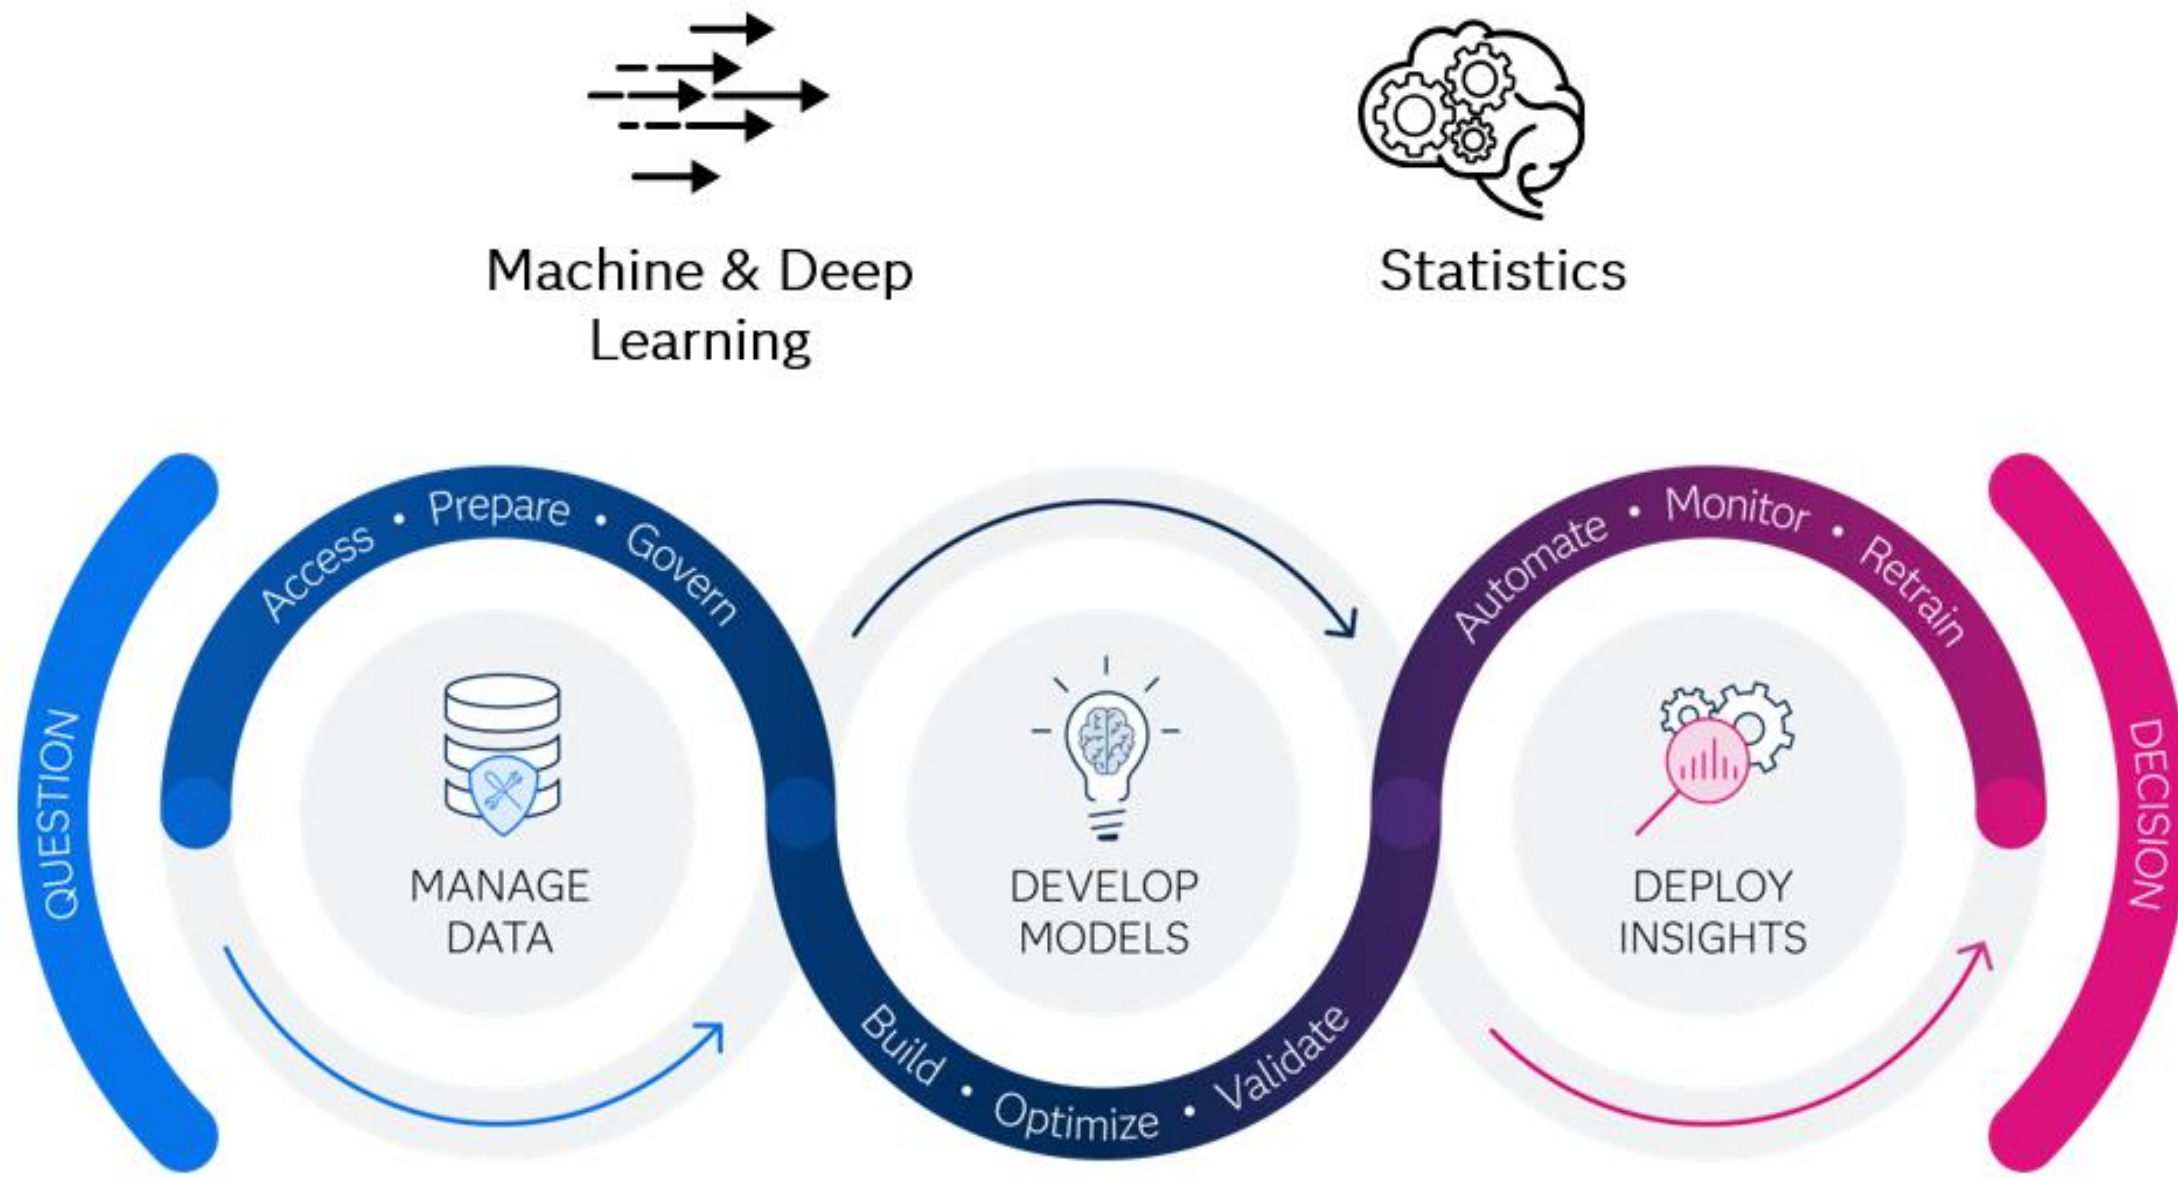 Machine & Deep
Learning
Statistics
QUESTION
Access • Prepare • Govern
MANAGE
DATA
Build • Optimize • Validate
DEVELOP
MODELS
Automate • Monitor • Retrain
DEPLOY
INSIGHTS
DECISION